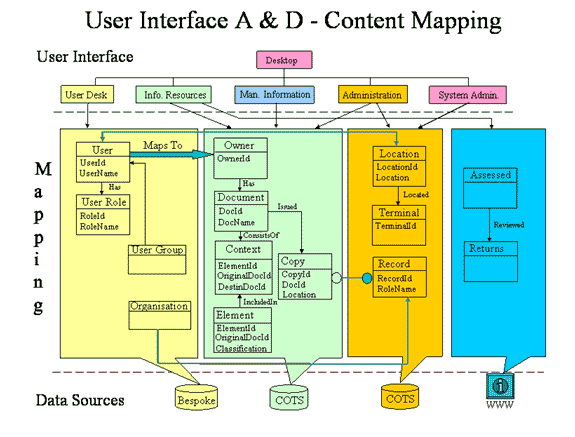 User Interface A & D - Content Mapping
User Interface
Desktop
User Desk
Info. Resources
Man. Information
Administration
System Admin.
Mapping
User
UserId
UserName
Maps To
Has
User Role
RoleId
RoleName
User Group
Organisation
Owner
OwnerId
Has
Document
DocId
DocName
Issued
ConsistsOf
Context
ElementId
OriginalDocId
DestinDocId
IncludedIn
Element
ElementId
OriginalDocId
Classification
Copy
CopyId
DocId
Location
Location
LocationId
Location
Located
Terminal
TerminalId
Record
RecordId
RoleName
Assessed
Reviewed
Returns
Data Sources
Bespoke
COTS
COTS
WWW